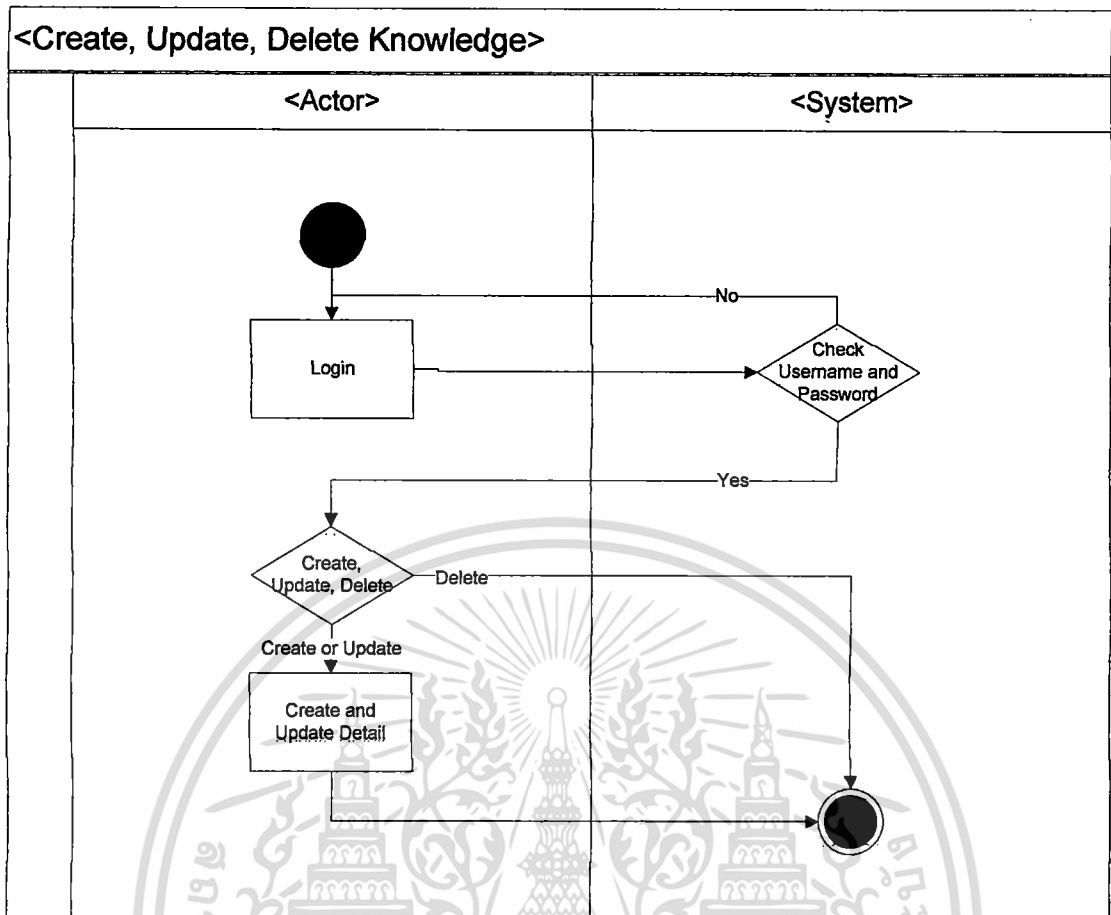 <Create, Update, Delete Knowledge>
<Actor>
<System>
No
Login
Check
Username and
Password
Yes
Create,
Update, Delete
Delete
Create or Update
Create and
Update Detail